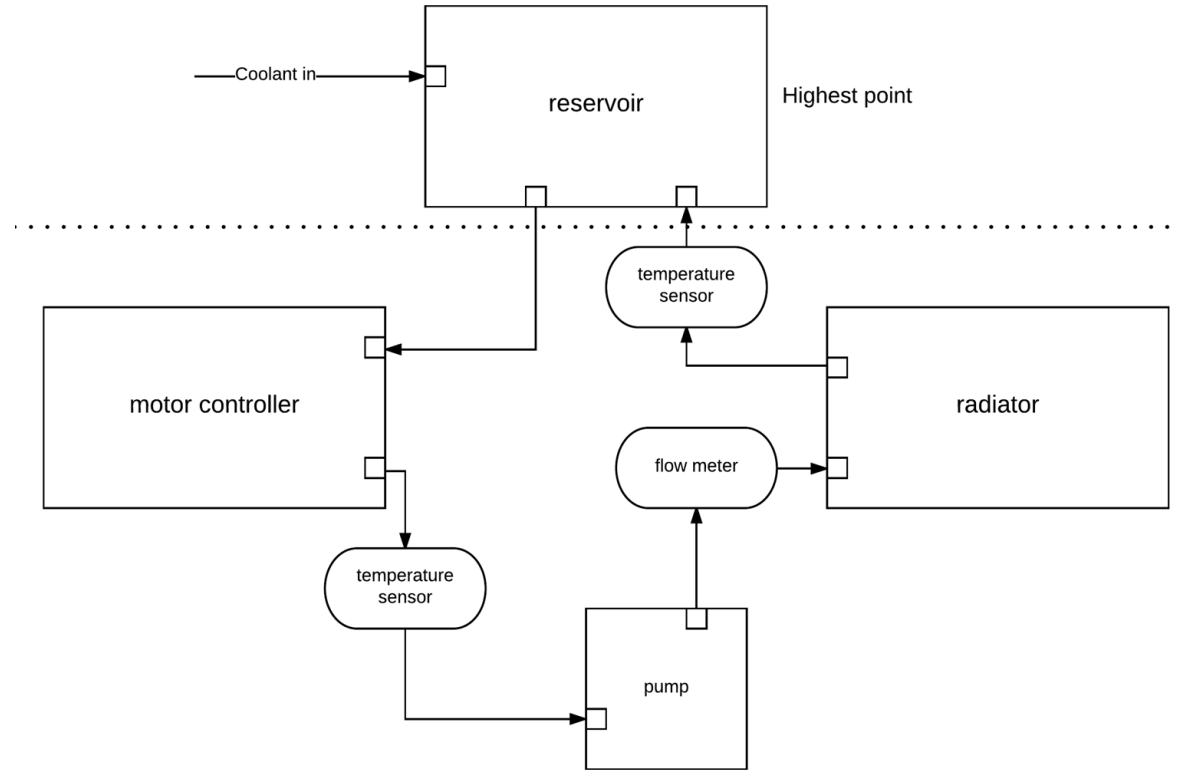 Coolant in
reservoir
Highest point
temperature
sensor
motor controller
radiator
flow meter
temperature
sensor
pump